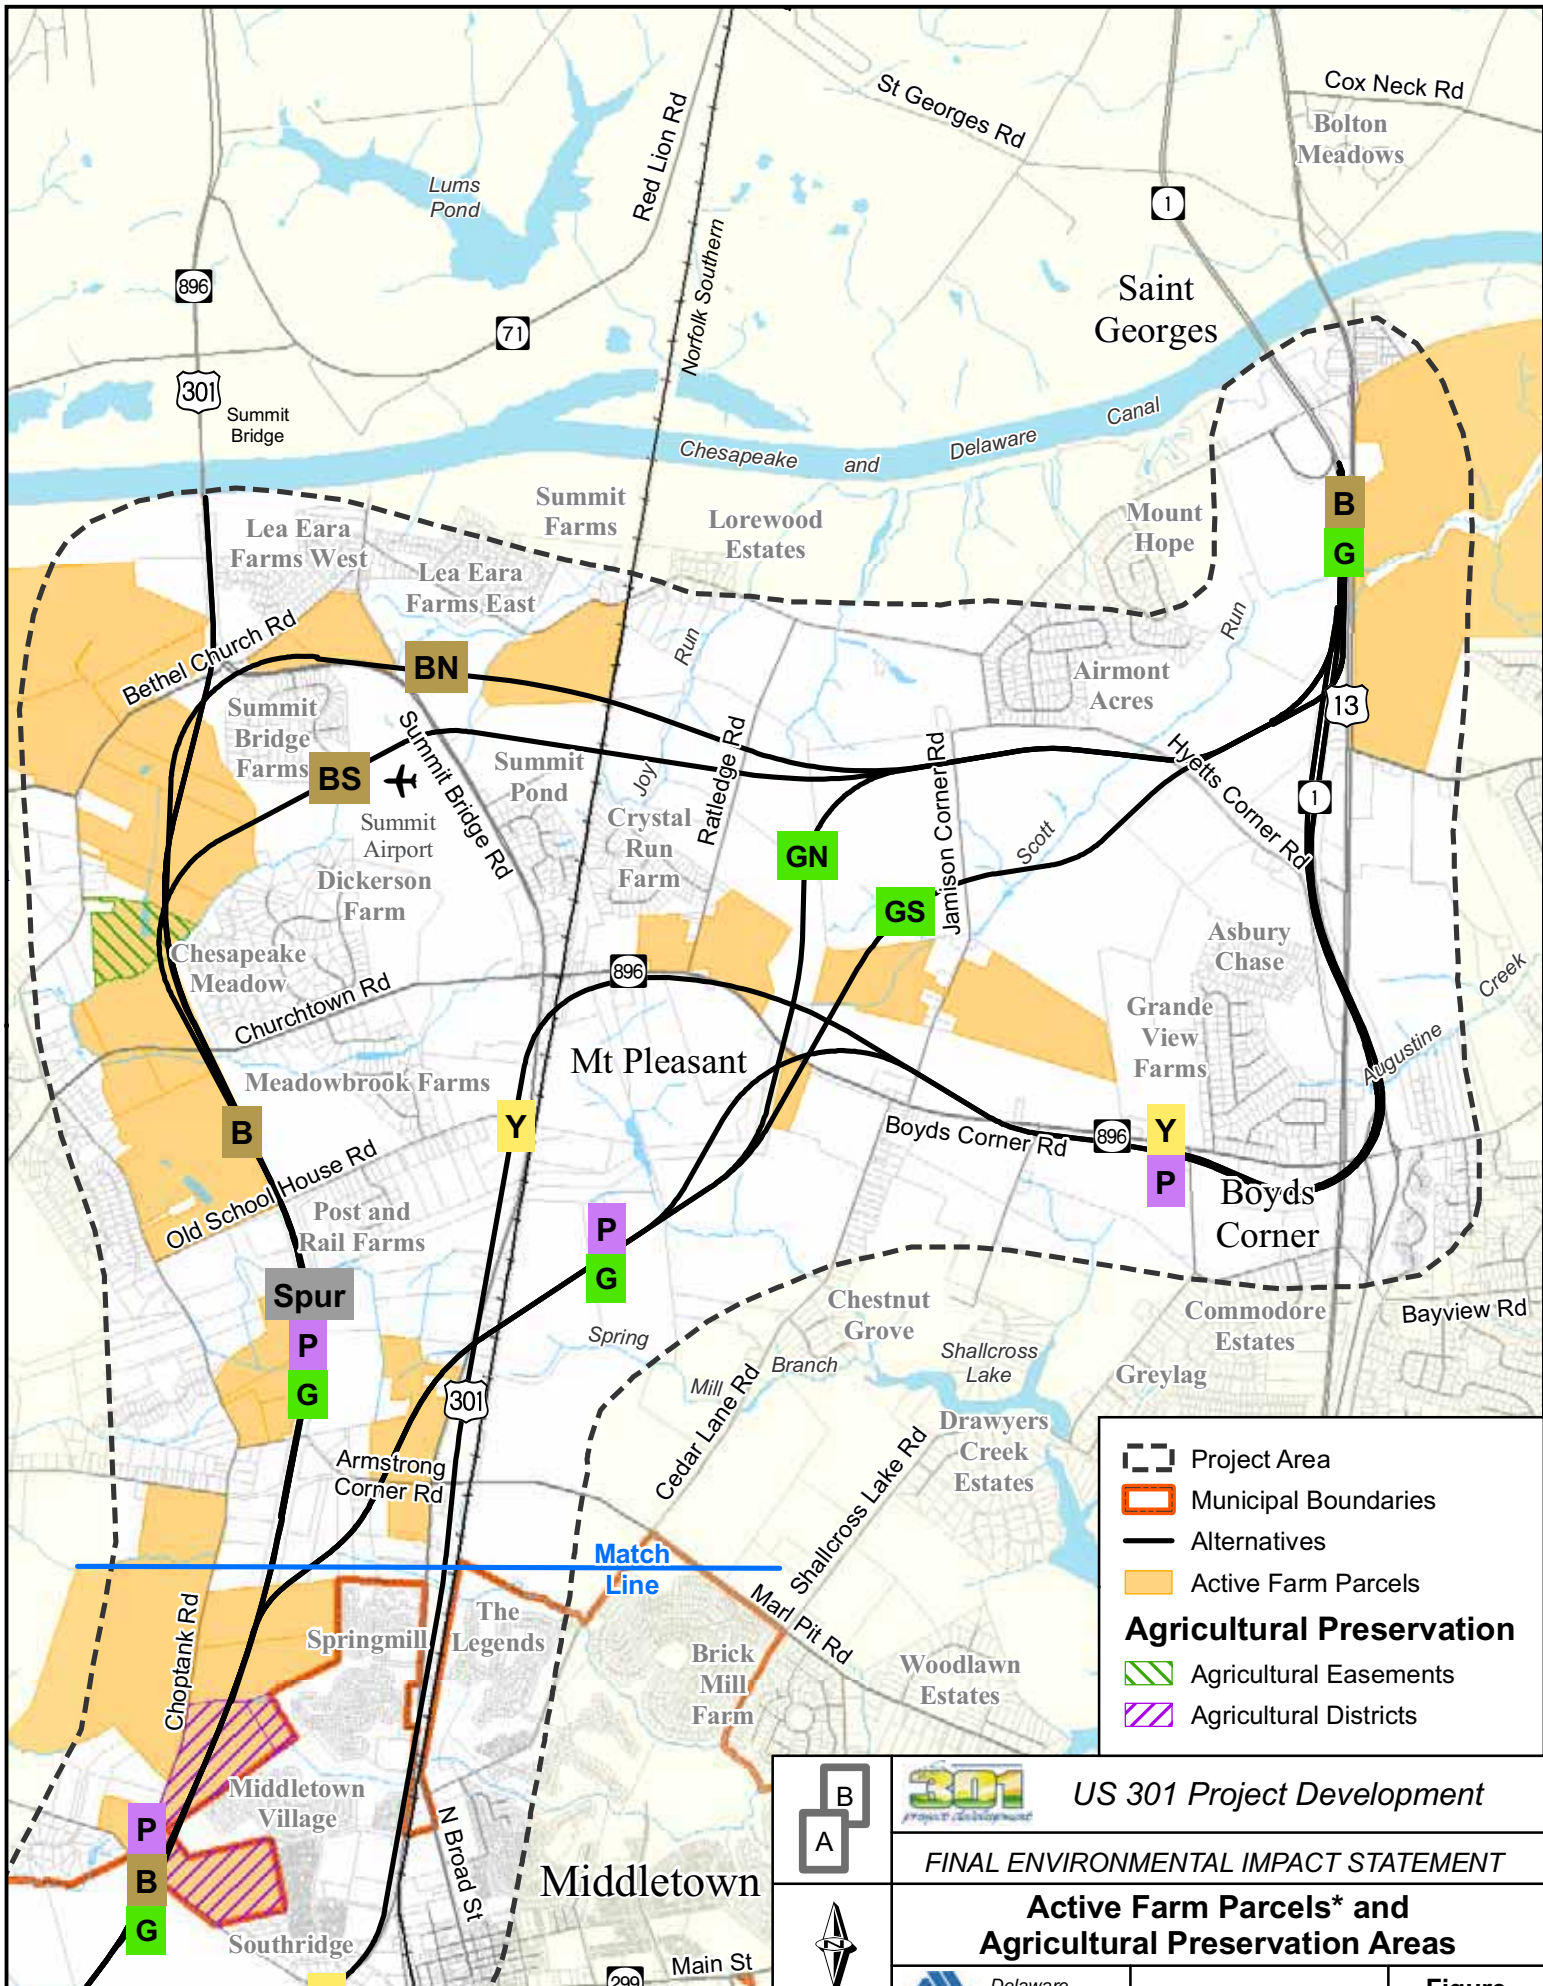 Cox Neck Rd
Bolton
Meadows
St Georges Rd
Red Lion Rd
Lums
Pond
1
896
Norfolk Southern
71
Saint
Georges
301
Summit
Bridge
Chesapeake and Delaware Canal
Summit
Farms
Lorewood
Estates
Mount
Hope
B
G
Lea Eara
Farms West
Lea Eara
Farms East
Bethel Church Rd
BN
Run
Run
Airmont
Acres
13
Summit
Bridge
Farms
BS
Summit Bridge Rd
Summit
Pond
Joy
Ratledge Rd
Jamison Corner Rd
Hyetts Corner Rd
1
Summit
Airport
Crystal
Run
Farm
GN
Scott
Dickerson
Farm
GS
Chesapeake
Meadow
896
Asbury
Chase
Churchtown Rd
Creek
Augustine
Grande
View
Farms
Mt Pleasant
Meadowbrook Farms
B
Y
Boyds Corner Rd
896
Y
P
Old School House Rd
Boyds
Corner
Post and
Rail Farms
P
G
Spur
P
G
Chestnut
Grove
Commodore
Estates
Bayview Rd
Spring
Mill
Branch
Shallcross
Lake
Greylag
301
Cedar Lane Rd
Drawyers
Creek
Estates
Shallcross Lake Rd
Armstrong
Corner Rd
Match
Line
Marl Pit Rd
Choptank Rd
Springmill
The
Legends
Brick
Mill
Farm
Woodlawn
Estates
Middletown
Village
P
B
G
N Broad St
Middletown
Southridge
Main St
299
Project Area
Municipal Boundaries
Alternatives
Active Farm Parcels
Agricultural Preservation
Agricultural Easements
Agricultural Districts
B
A
301
project development
US 301 Project Development
FINAL ENVIRONMENTAL IMPACT STATEMENT
N
Active Farm Parcels* and
Agricultural Preservation Areas
Delaware
Figure